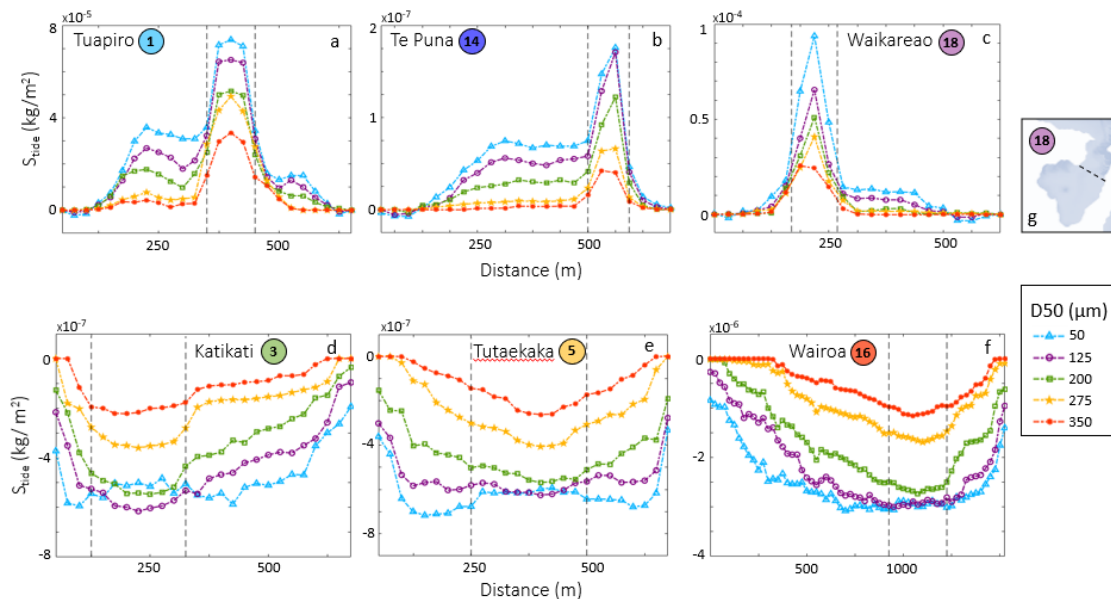 x10-5
Tuapiro 1
a
8
4
0
250
500
S tide (kg/m2)
x10-7
Te Puna 14
b
2
1
0
250
500
x10-4
Waikareao 18
c
1
0.5
0
250
500
Distance (m)
18
g
x10-7
Katikati 3
d
0
-4
-8
250
500
S tide (kg/ m2)
x10-7
Tutaekaka 5
e
0
-4
-8
250
500
x10-6
Wairoa 16
f
0
-2
-4
500
1000
Distance (m)
D50 (µm)
50
125
200
275
350